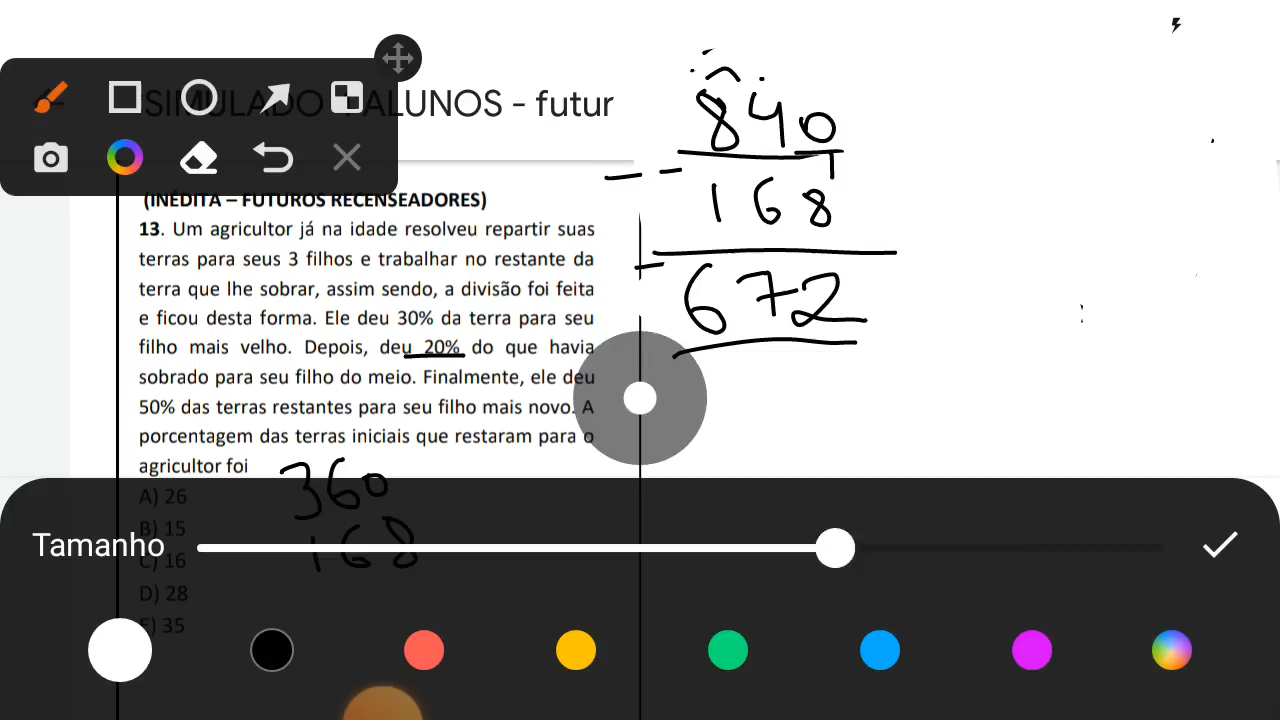 SIMULADO - ALUNOS - futur
(INÉDITA – FUTUROS RECENSEADORES)
13. Um agricultor já na idade resolveu repartir suas
terras para seus 3 filhos e trabalhar no restante da
terra que lhe sobrar, assim sendo, a divisão foi feita
e ficou desta forma. Ele deu 30% da terra para seu
filho mais velho. Depois, deu 20% do que havia
sobrado para seu filho do meio. Finalmente, ele deu
50% das terras restantes para seu filho mais novo. A
porcentagem das terras iniciais que restaram para o
agricultor foi
A) 26
B) 15
C) 16
D) 28
E) 35
360
168
840
- 168
672
Tamanho